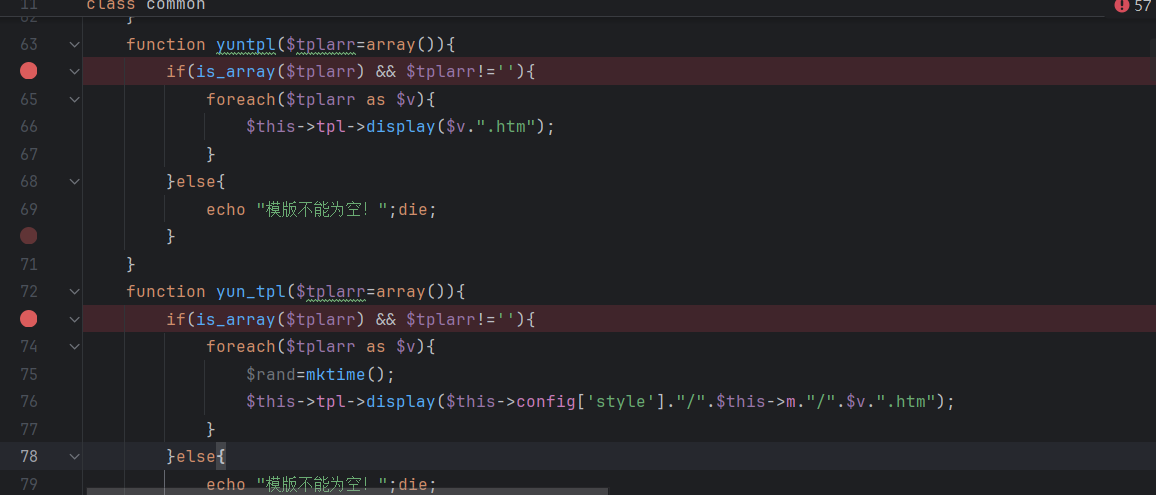 11 class common
57
62 }
63 function yuntpl($tplarr=array()){
if(is_array($tplarr) && $tplarr!=''){
65 foreach($tplarr as $v){
66 $this->tpl->display($v.".htm");
67 }
68 }else{
69 echo "模版不能为空! ";die;
}
71 }
72 function yun_tpl($tplarr=array()){
if(is_array($tplarr) && $tplarr!=''){
74 foreach($tplarr as $v){
75 $rand=mktime();
76 $this->tpl->display($this->config['style']."/".$this->m."/".$v.".htm");
77 }
78 }else{
79 echo "模版不能为空! ";die;